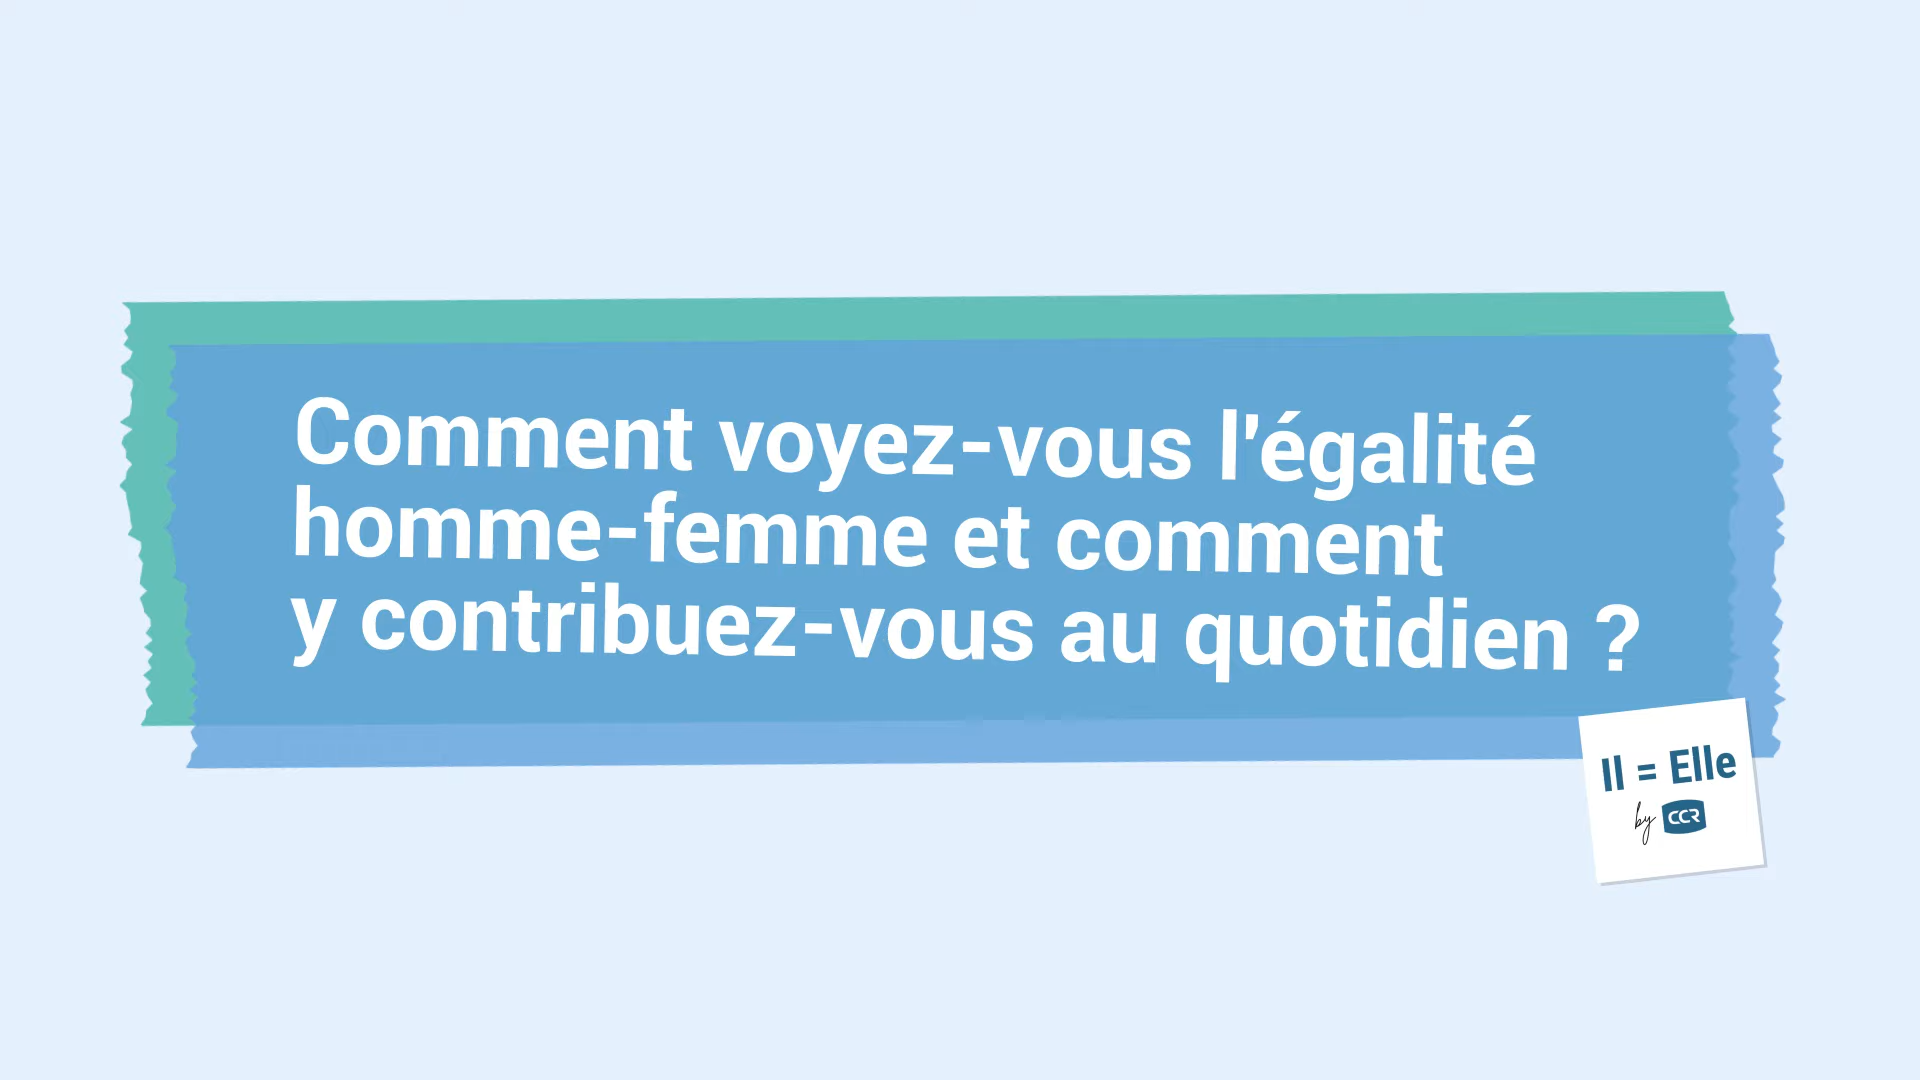 Comment voyez-vous l'égalité
homme-femme et comment
y contribuez-vous au quotidien ?
Il = Elle
by CCR